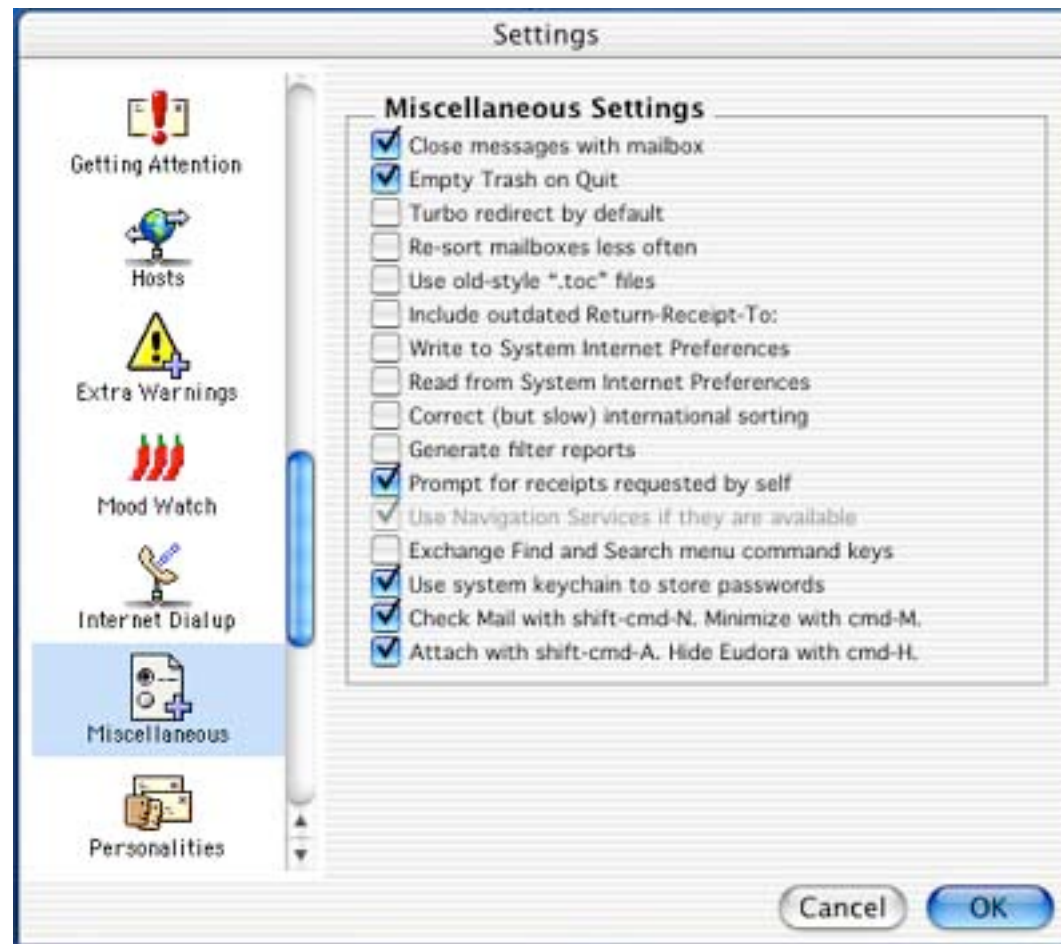 Settings
Getting Attention
Hosts
Extra Warnings
Mood Watch
Internet Dialup
Miscellaneous
Personalities
Miscellaneous Settings
Close messages with mailbox
Empty Trash on Quit
Turbo redirect by default
Re-sort mailboxes less often
Use old-style “.toc” files
Include outdated Return-Receipt-To:
Write to System Internet Preferences
Read from System Internet Preferences
Correct (but slow) international sorting
Generate filter reports
Prompt for receipts requested by self
Use Navigation Services if they are available
Exchange Find and Search menu command keys
Use system keychain to store passwords
Check Mail with shift-cmd-N. Minimize with cmd-M.
Attach with shift-cmd-A. Hide Eudora with cmd-H.
Cancel
OK